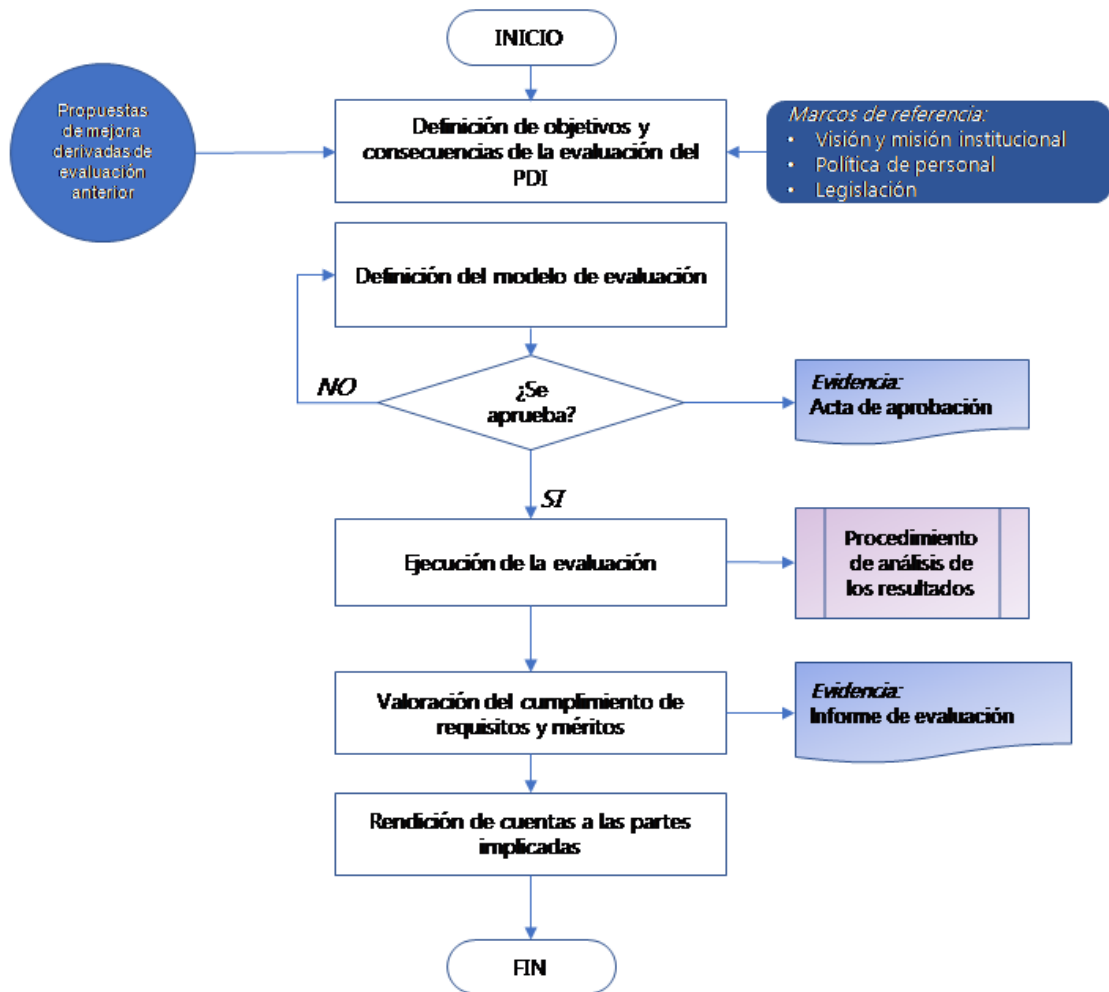 INICIO
Propuestas
de mejora
derivadas de
evaluación
anterior
Definición de objetivos y
consecuencias de la evaluación del
PDI
Marcos de referencia:
• Visión y misión institucional
• Política de personal
• Legislación
Definición del modelo de evaluación
NO
¿Se
aprueba?
Evidencia:
Acta de aprobación
SI
Ejecución de la evaluación
Procedimiento
de análisis de
los resultados
Valoración del cumplimiento de
requisitos y méritos
Evidencia:
Informe de evaluación
Rendición de cuentas a las partes
implicadas
FIN